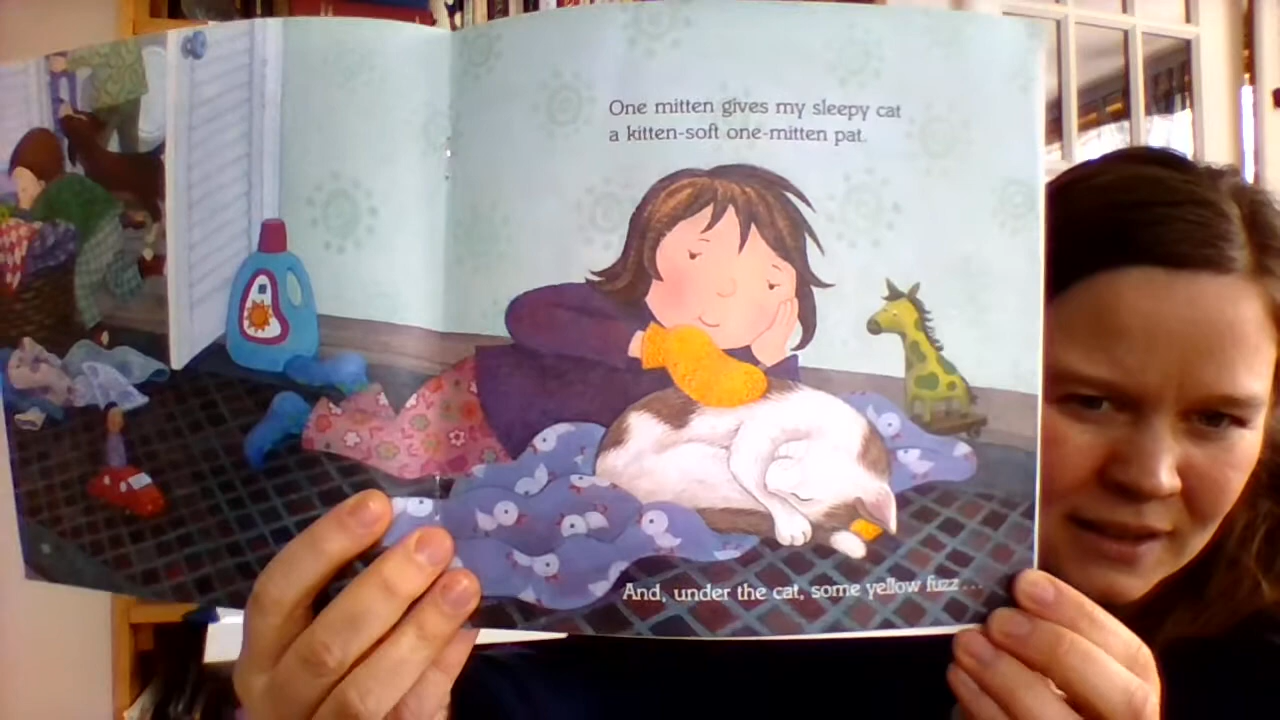 One mitten gives my sleepy cat
a kitten-soft one-mitten pat.
And, under the cat, some yellow fuzz...